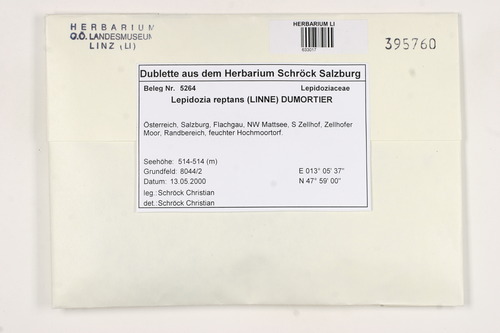 HERBARIUM
O.Ö. LANDESMUSEUM
LINZ (LI)
HERBARIUM LI
603017
395760
Dublette aus dem Herbarium Schröck Salzburg
Beleg Nr. 5264 Lepidoziaceae
Lepidozia reptans (LINNE) DUMORTIER
Österreich, Salzburg, Flachgau, NW Mattsee, S Zellhof, Zellhofer
Moor, Randbereich, feuchter Hochmoortorf.
Seehöhe: 514-514 (m)
Grundfeld: 8044/2 E 013° 05' 37"
Datum: 13.05.2000 N 47° 59' 00"
leg.:Schröck Christian
det.:Schröck Christian